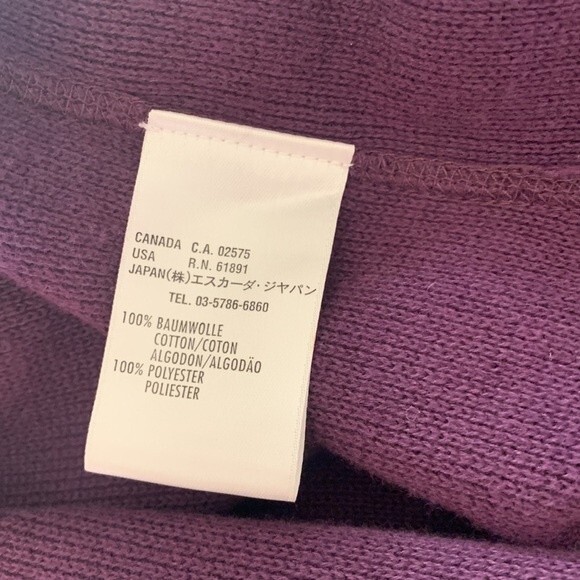 CANADA C.A. 02575
USA R.N. 61891
JAPAN(株)エスカーダ・ジャパン
TEL. 03-5786-6860
100% BAUMWOLLE
COTTON/COTON
ALGODON/ALGODÃO
100% POLYESTER
POLIESTER